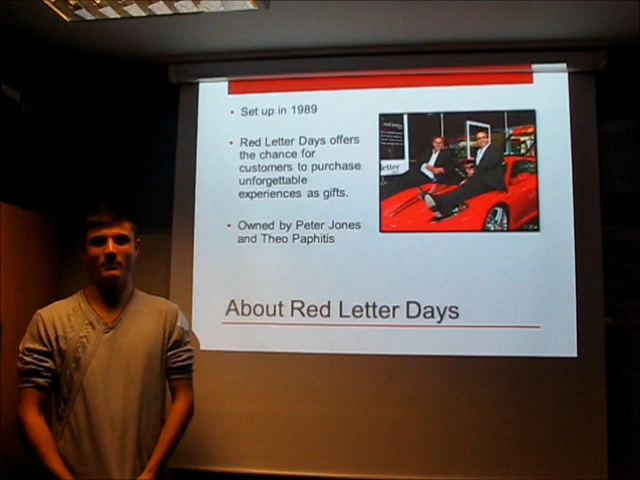 Set up in 1989
Red Letter Days offers
the chance for
customers to purchase
unforgettable
experiences as gifts.
Owned by Peter Jones
and Theo Paphitis
About Red Letter Days